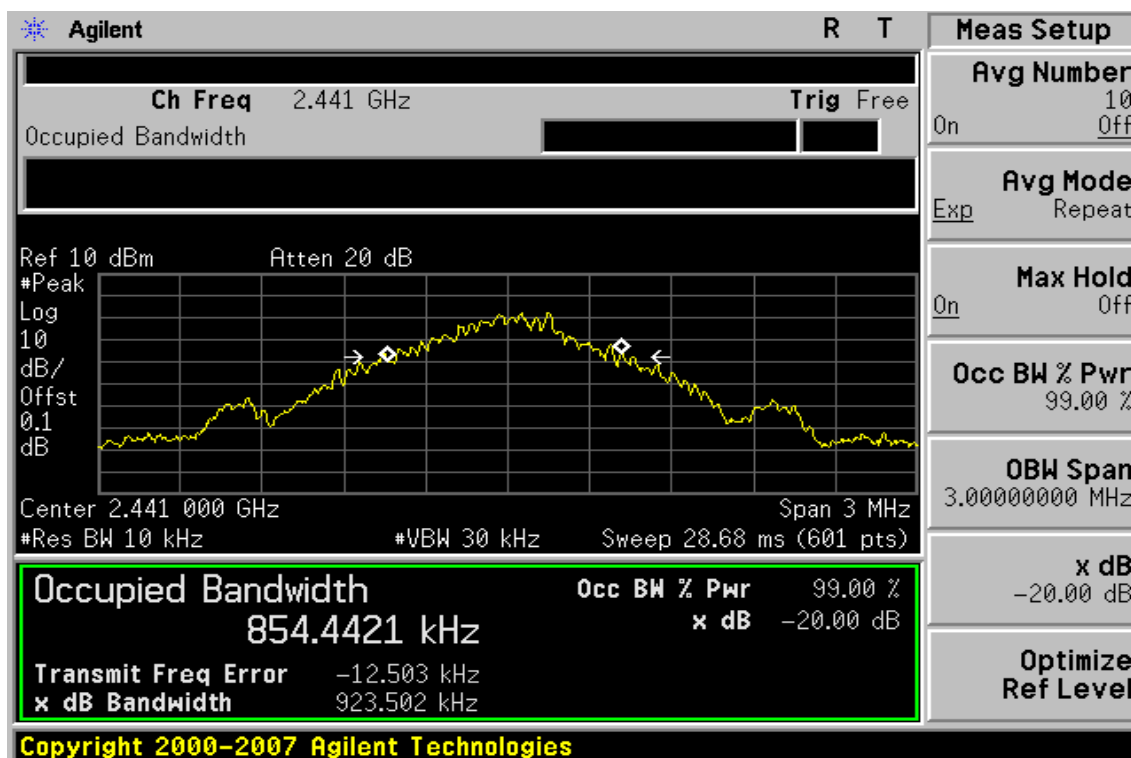 Agilent R T
Ch Freq 2.441 GHz Trig Free
Occupied Bandwidth
Ref 10 dBm Atten 20 dB
#Peak
Log
10
dB/
Offst
0.1
dB
Center 2.441 000 GHz Span 3 MHz
#Res BW 10 kHz #VBW 30 kHz Sweep 28.68 ms (601 pts)
Occupied Bandwidth
854.4421 kHz
Occ BW % Pwr 99.00 %
x dB -20.00 dB
Transmit Freq Error -12.503 kHz
x dB Bandwidth 923.502 kHz
Copyright 2000-2007 Agilent Technologies
Meas Setup
Avg Number
10
On Off
Avg Mode
Exp Repeat
Max Hold
On Off
Occ BW % Pwr
99.00 %
OBW Span
3.00000000 MHz
x dB
-20.00 dB
Optimize
Ref Level